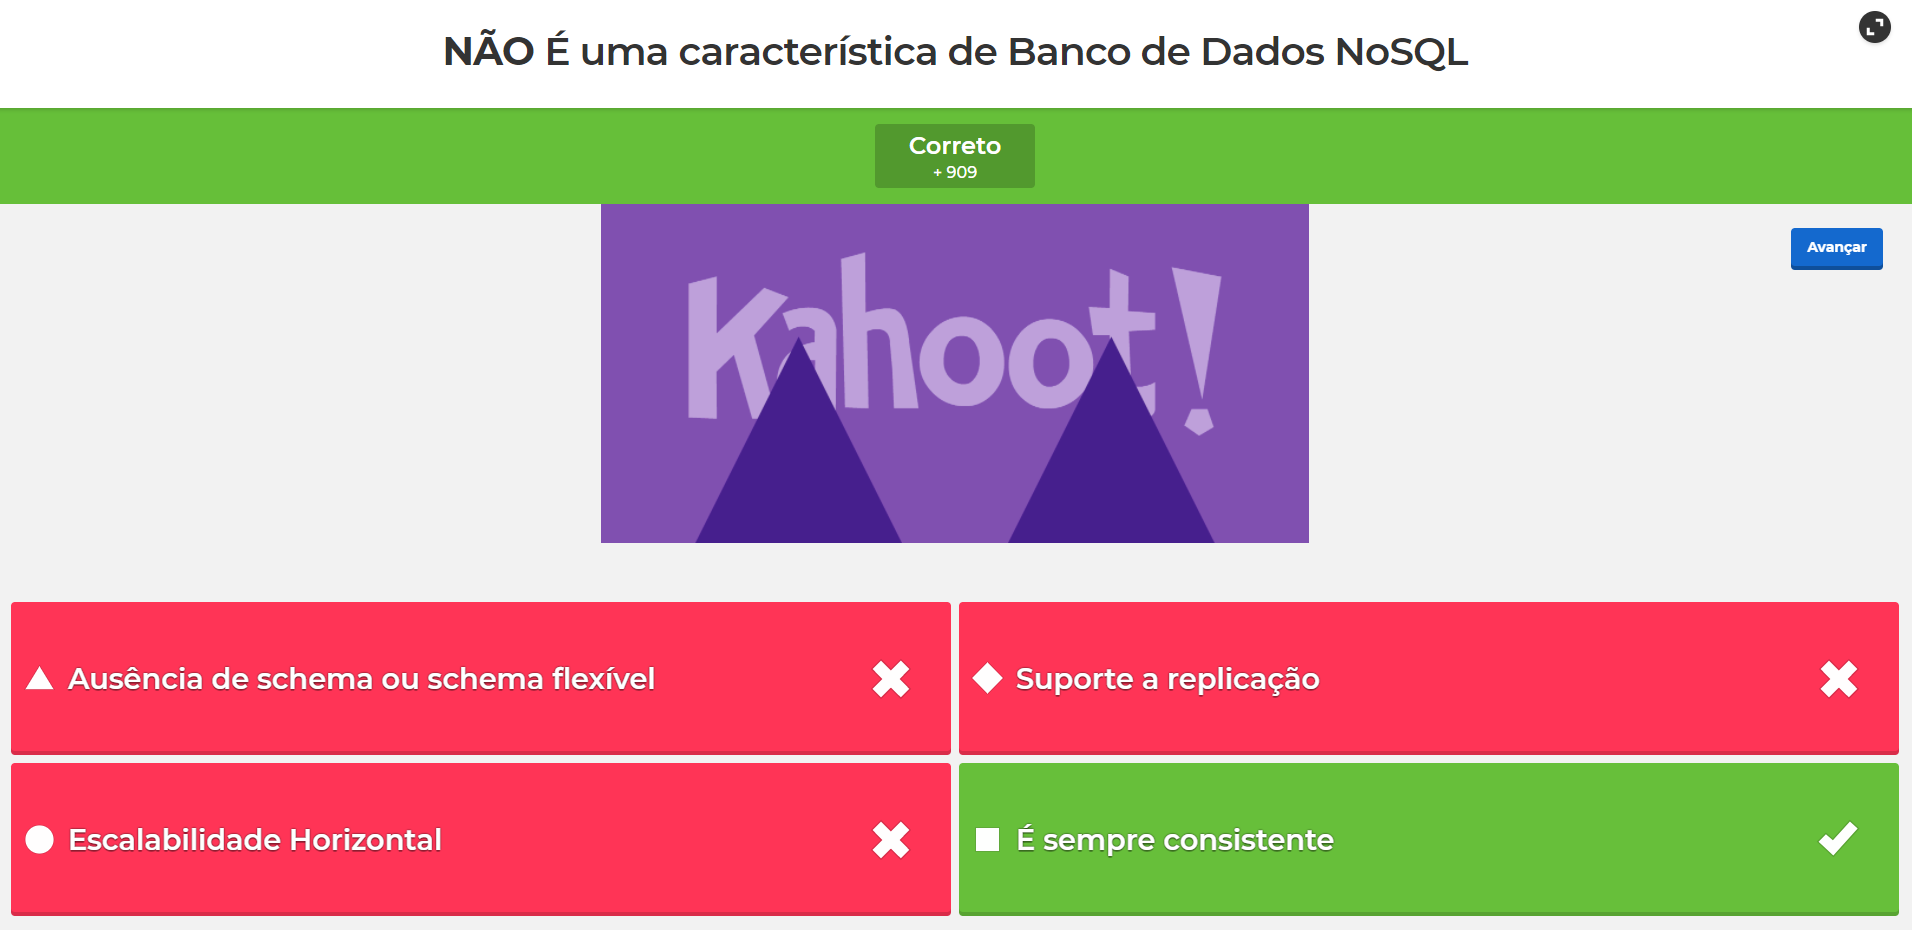 NÃO É uma característica de Banco de Dados NoSQL
Correto
+ 909
Avançar
Kahoot!
Ausência de schema ou schema flexível
Suporte a replicação
Escalabilidade Horizontal
É sempre consistente